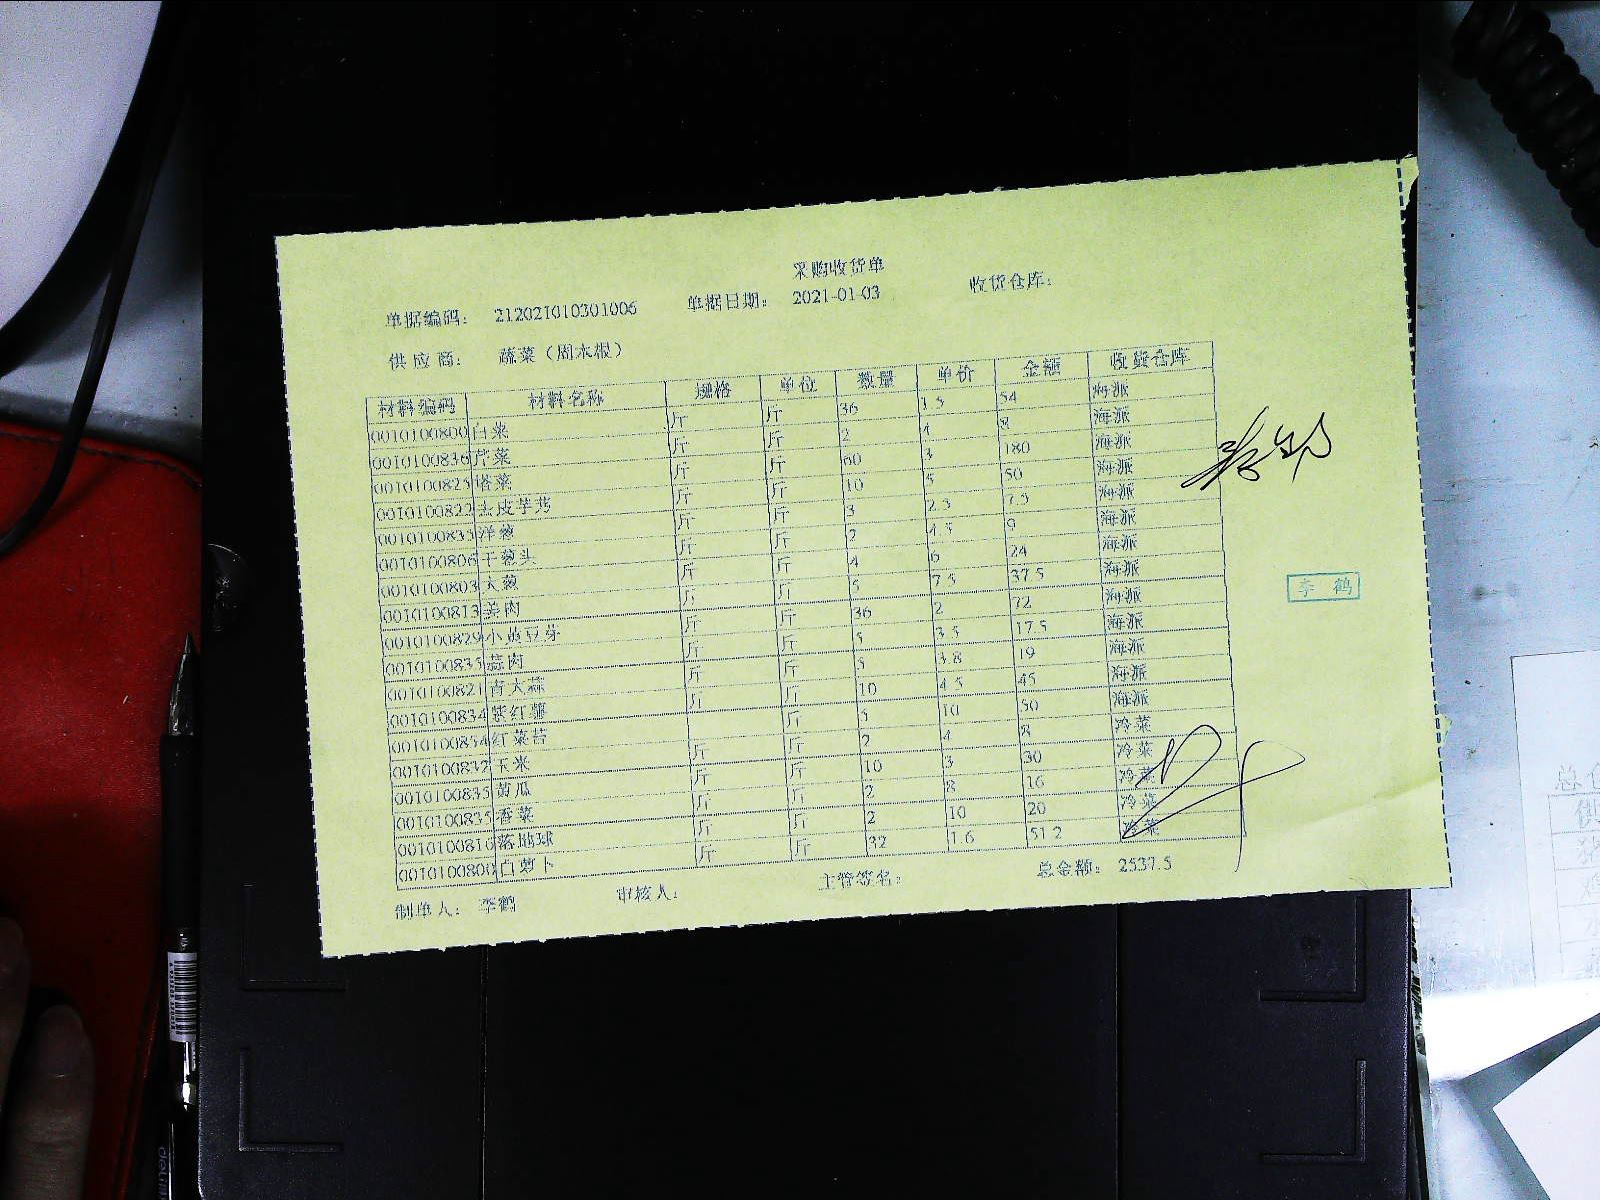 采购收货单
单据编码: 212021010301006 单据日期: 2021-01-03 收货仓库:
供应商: 蔬菜(周木根)
材料编码 材料名称 规格 单位 数量 单价 金额 收货仓库
0010100800 白菜 斤 斤 36 1.5 54 海派
0010100836 芹菜 斤 斤 2 4 8 海派
0010100825 塔菜 斤 斤 60 3 180 海派
0010100822 去皮芋艿 斤 斤 10 5 50 海派
0010100835 洋葱 斤 斤 3 2.5 7.5 海派
0010100806 干葱头 斤 斤 2 4.5 9 海派
0010100803 大葱 斤 斤 4 6 24 海派
0010100813 姜肉 斤 斤 5 7.5 37.5 海派
0010100829 小黄豆芽 斤 斤 36 2 72 海派
0010100835 蒜肉 斤 斤 5 3.5 17.5 海派
0010100821 青大蒜 斤 斤 5 3.8 19 海派
0010100834 紫红薯 斤 斤 10 4.5 45 海派
0010100854 红菜苔 斤 5 10 50 海派
0010100832 玉米 斤 斤 2 4 8 冷菜
0010100835 黄瓜 斤 斤 10 3 30 冷菜
0010100835 香菜 斤 斤 2 8 16 冷菜
0010100816 落地球 斤 斤 2 10 20 冷菜
0010100800 白萝卜 斤 斤 32 1.6 51.2 冷菜
制单人: 李鹤 审核人: 主管签名: 总金额: 2537.5
李鹤